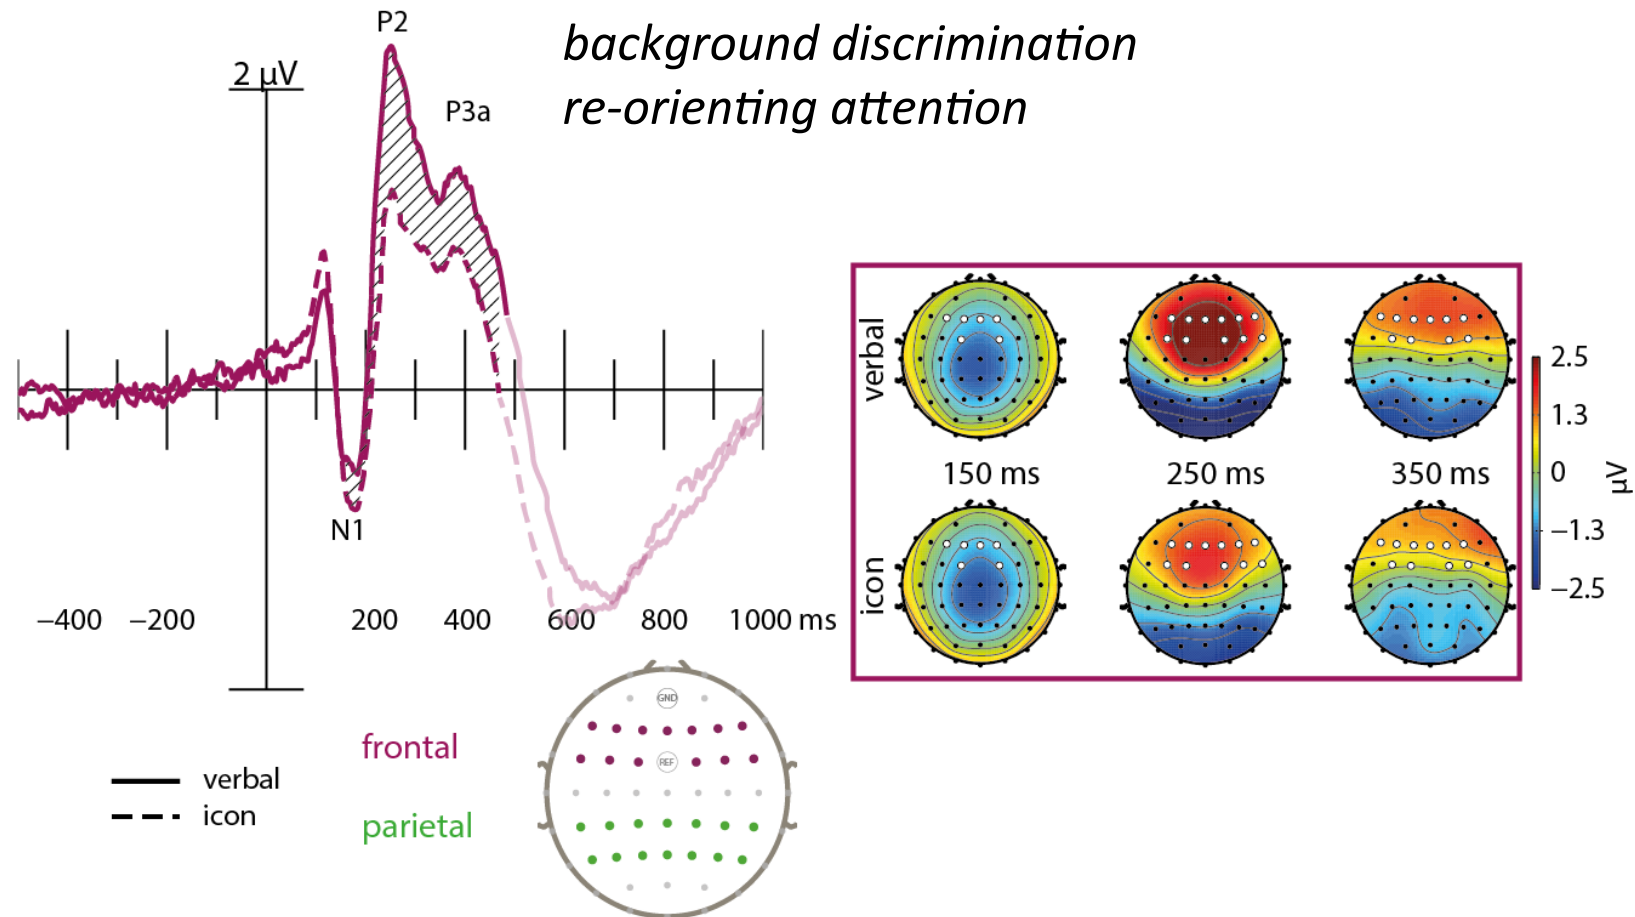 background discrimination
re-orienting attention
P2
2 µV
P3a
N1
−400 −200 200 400 600 800 1000 ms
verbal
icon
frontal
parietal
GND
REF
verbal
150 ms 250 ms 350 ms
icon
2.5
1.3
0
−1.3
−2.5
µV